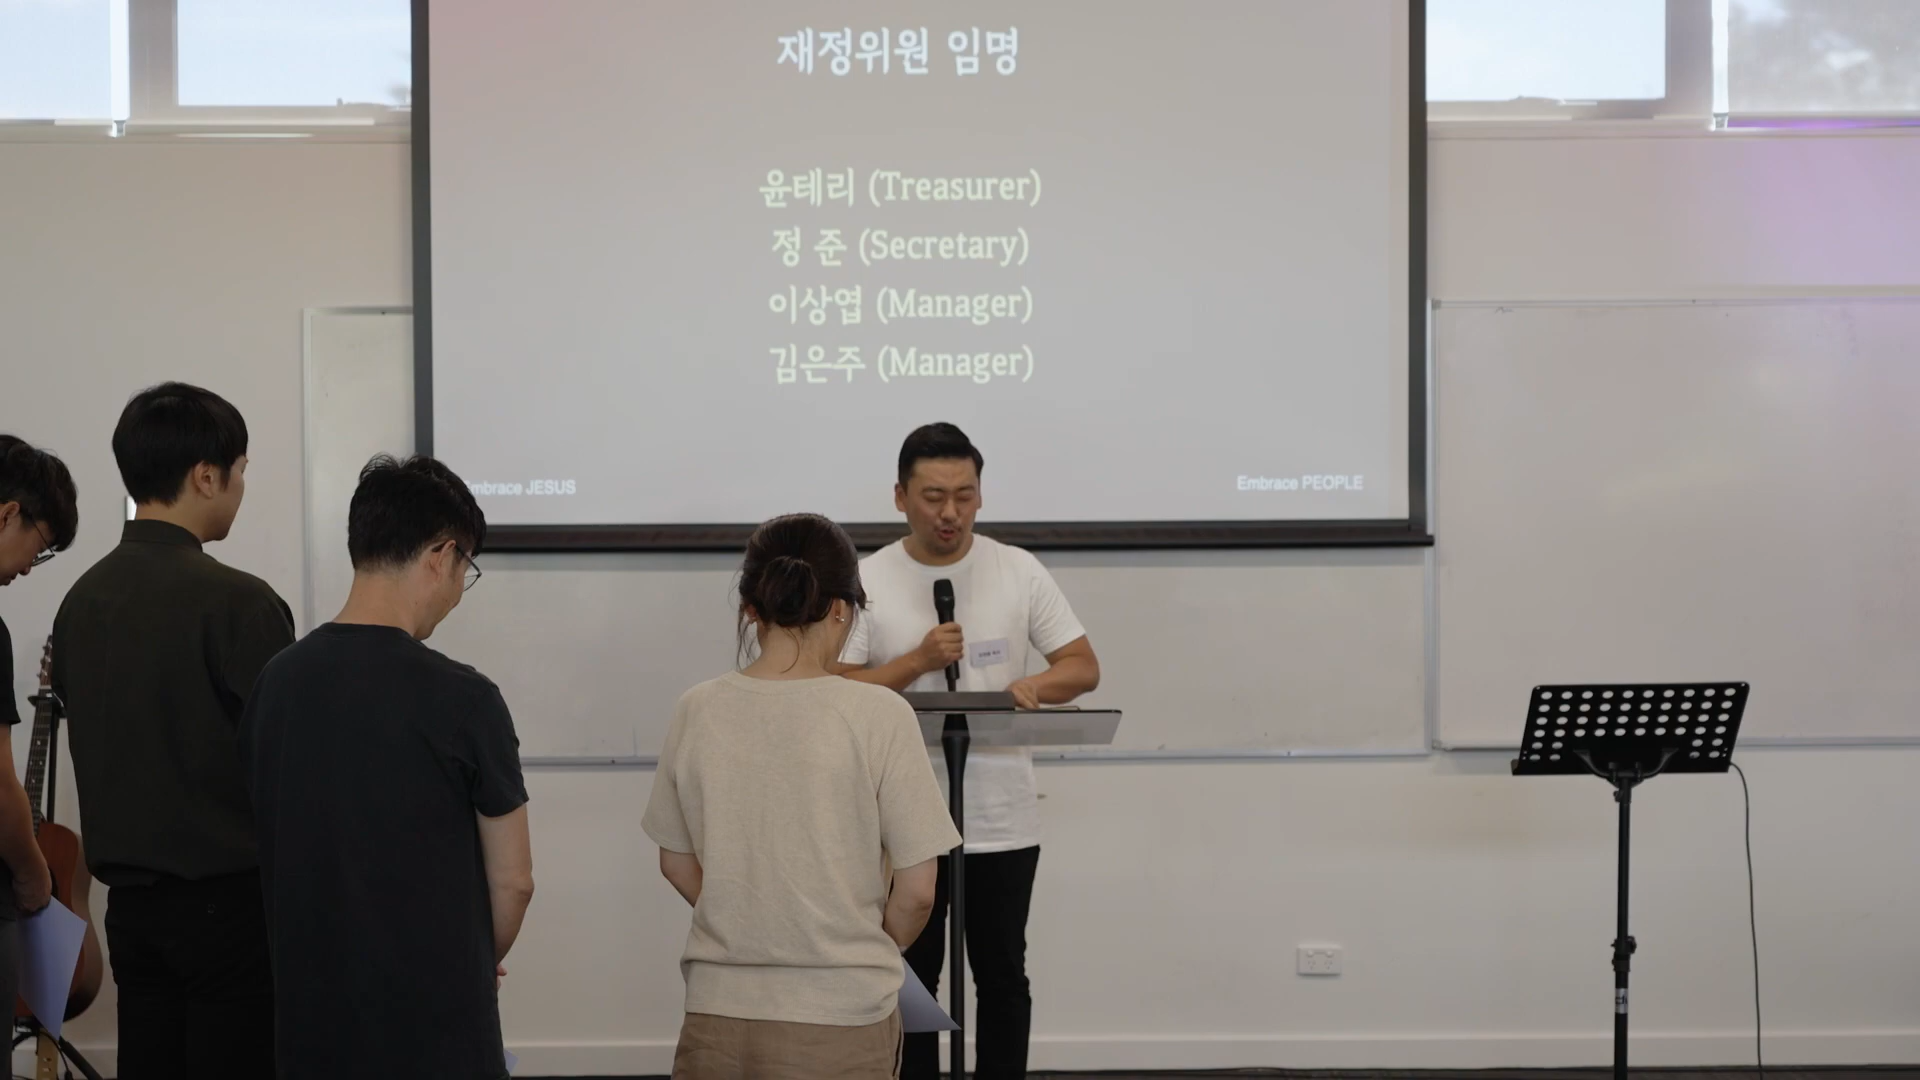 재정위원 임명
윤테리 (Treasurer)
정 준 (Secretary)
이상엽 (Manager)
김은주 (Manager)
Embrace JESUS
Embrace PEOPLE